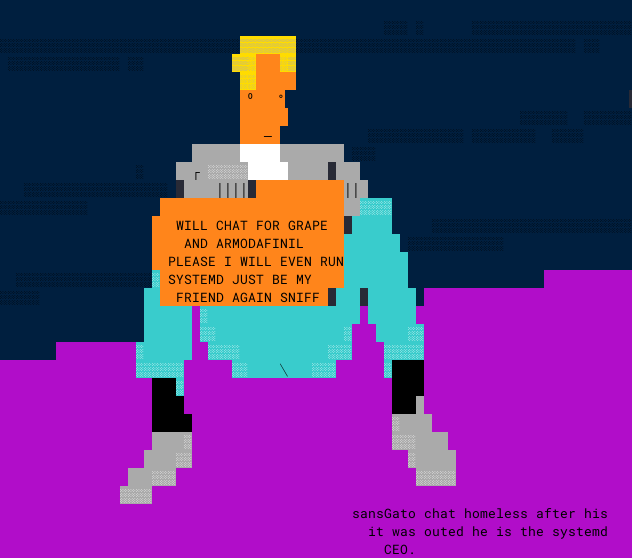 WILL CHAT FOR GRAPE
AND ARMODAFINIL
PLEASE I WILL EVEN RUN
SYSTEMD JUST BE MY
FRIEND AGAIN SNIFF
sansGato chat homeless after his
it was outed he is the systemd
CEO.